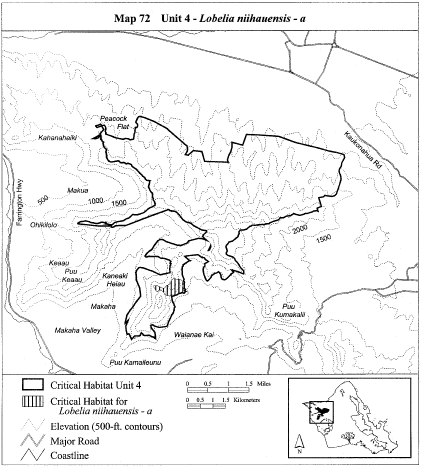 Map 72 Unit 4 - Lobelia niihauensis - a
Peacock
Flat
Kananahaiki
Kaukonahua Rd
Farrington Hwy
Makua
500
1000
1500
Ohikilolo
2000
1500
Keaau
Puu
Keaau
Kaneaki
Heiau
Makaha
Puu
Kumakalii
Makaha Valley
Waianae Kai
Puu Kamaileunu
Critical Habitat Unit 4
Critical Habitat for
Lobelia niihauensis - a
Elevation (500-ft. contours)
Major Road
Coastline
0 0.5 1 1.5 Miles
0 0.5 1 1.5 Kilometers
N